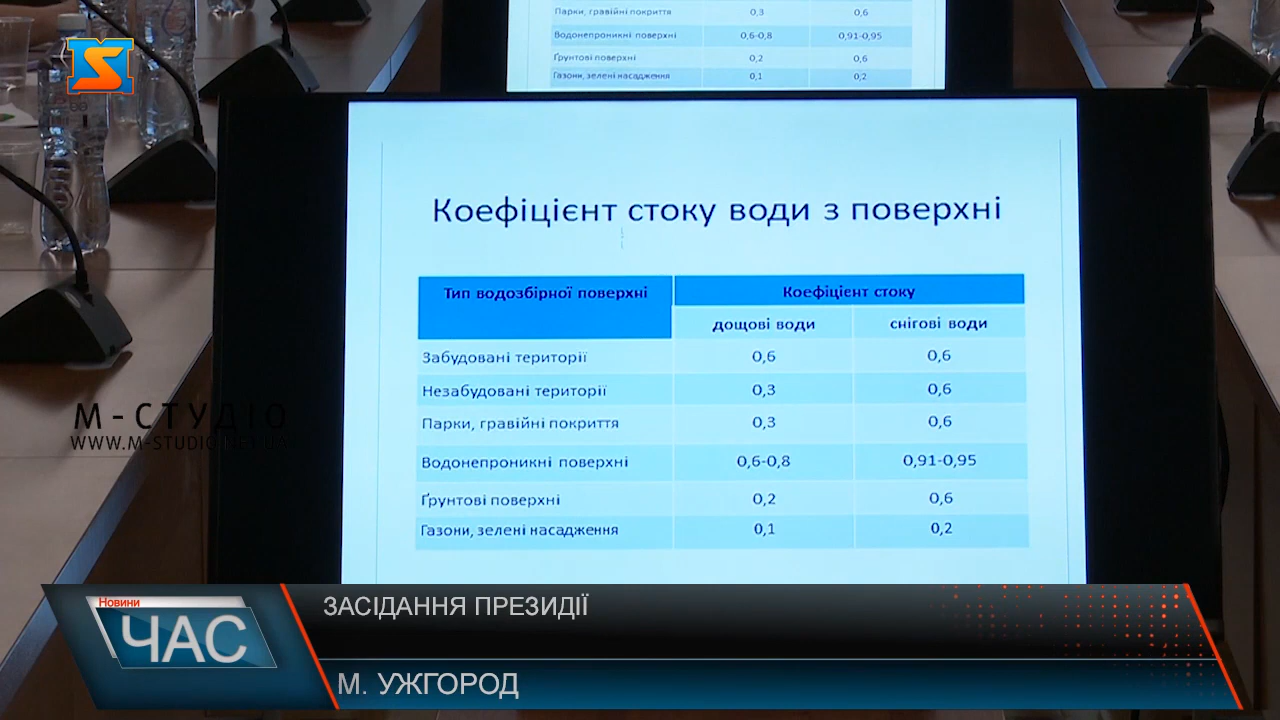 Парки, гравійні покриття 0,3 0,6
Водонепроникні поверхні 0,6-0,8 0,91-0,95
Ґрунтові поверхні 0,2 0,6
Газони, зелені насадження 0,1 0,2
Коефіцієнт стоку води з поверхні
Тип водозбірної поверхні Коефіцієнт стоку
дощові води снігові води
Забудовані території 0,6 0,6
Незабудовані території 0,3 0,6
Парки, гравійні покриття 0,3 0,6
Водонепроникні поверхні 0,6-0,8 0,91-0,95
Ґрунтові поверхні 0,2 0,6
Газони, зелені насадження 0,1 0,2
М-СТУДІО
WWW.M-STUDIO.NET.UA
Новини
ЧАС
ЗАСІДАННЯ ПРЕЗИДІЇ
М. УЖГОРОД